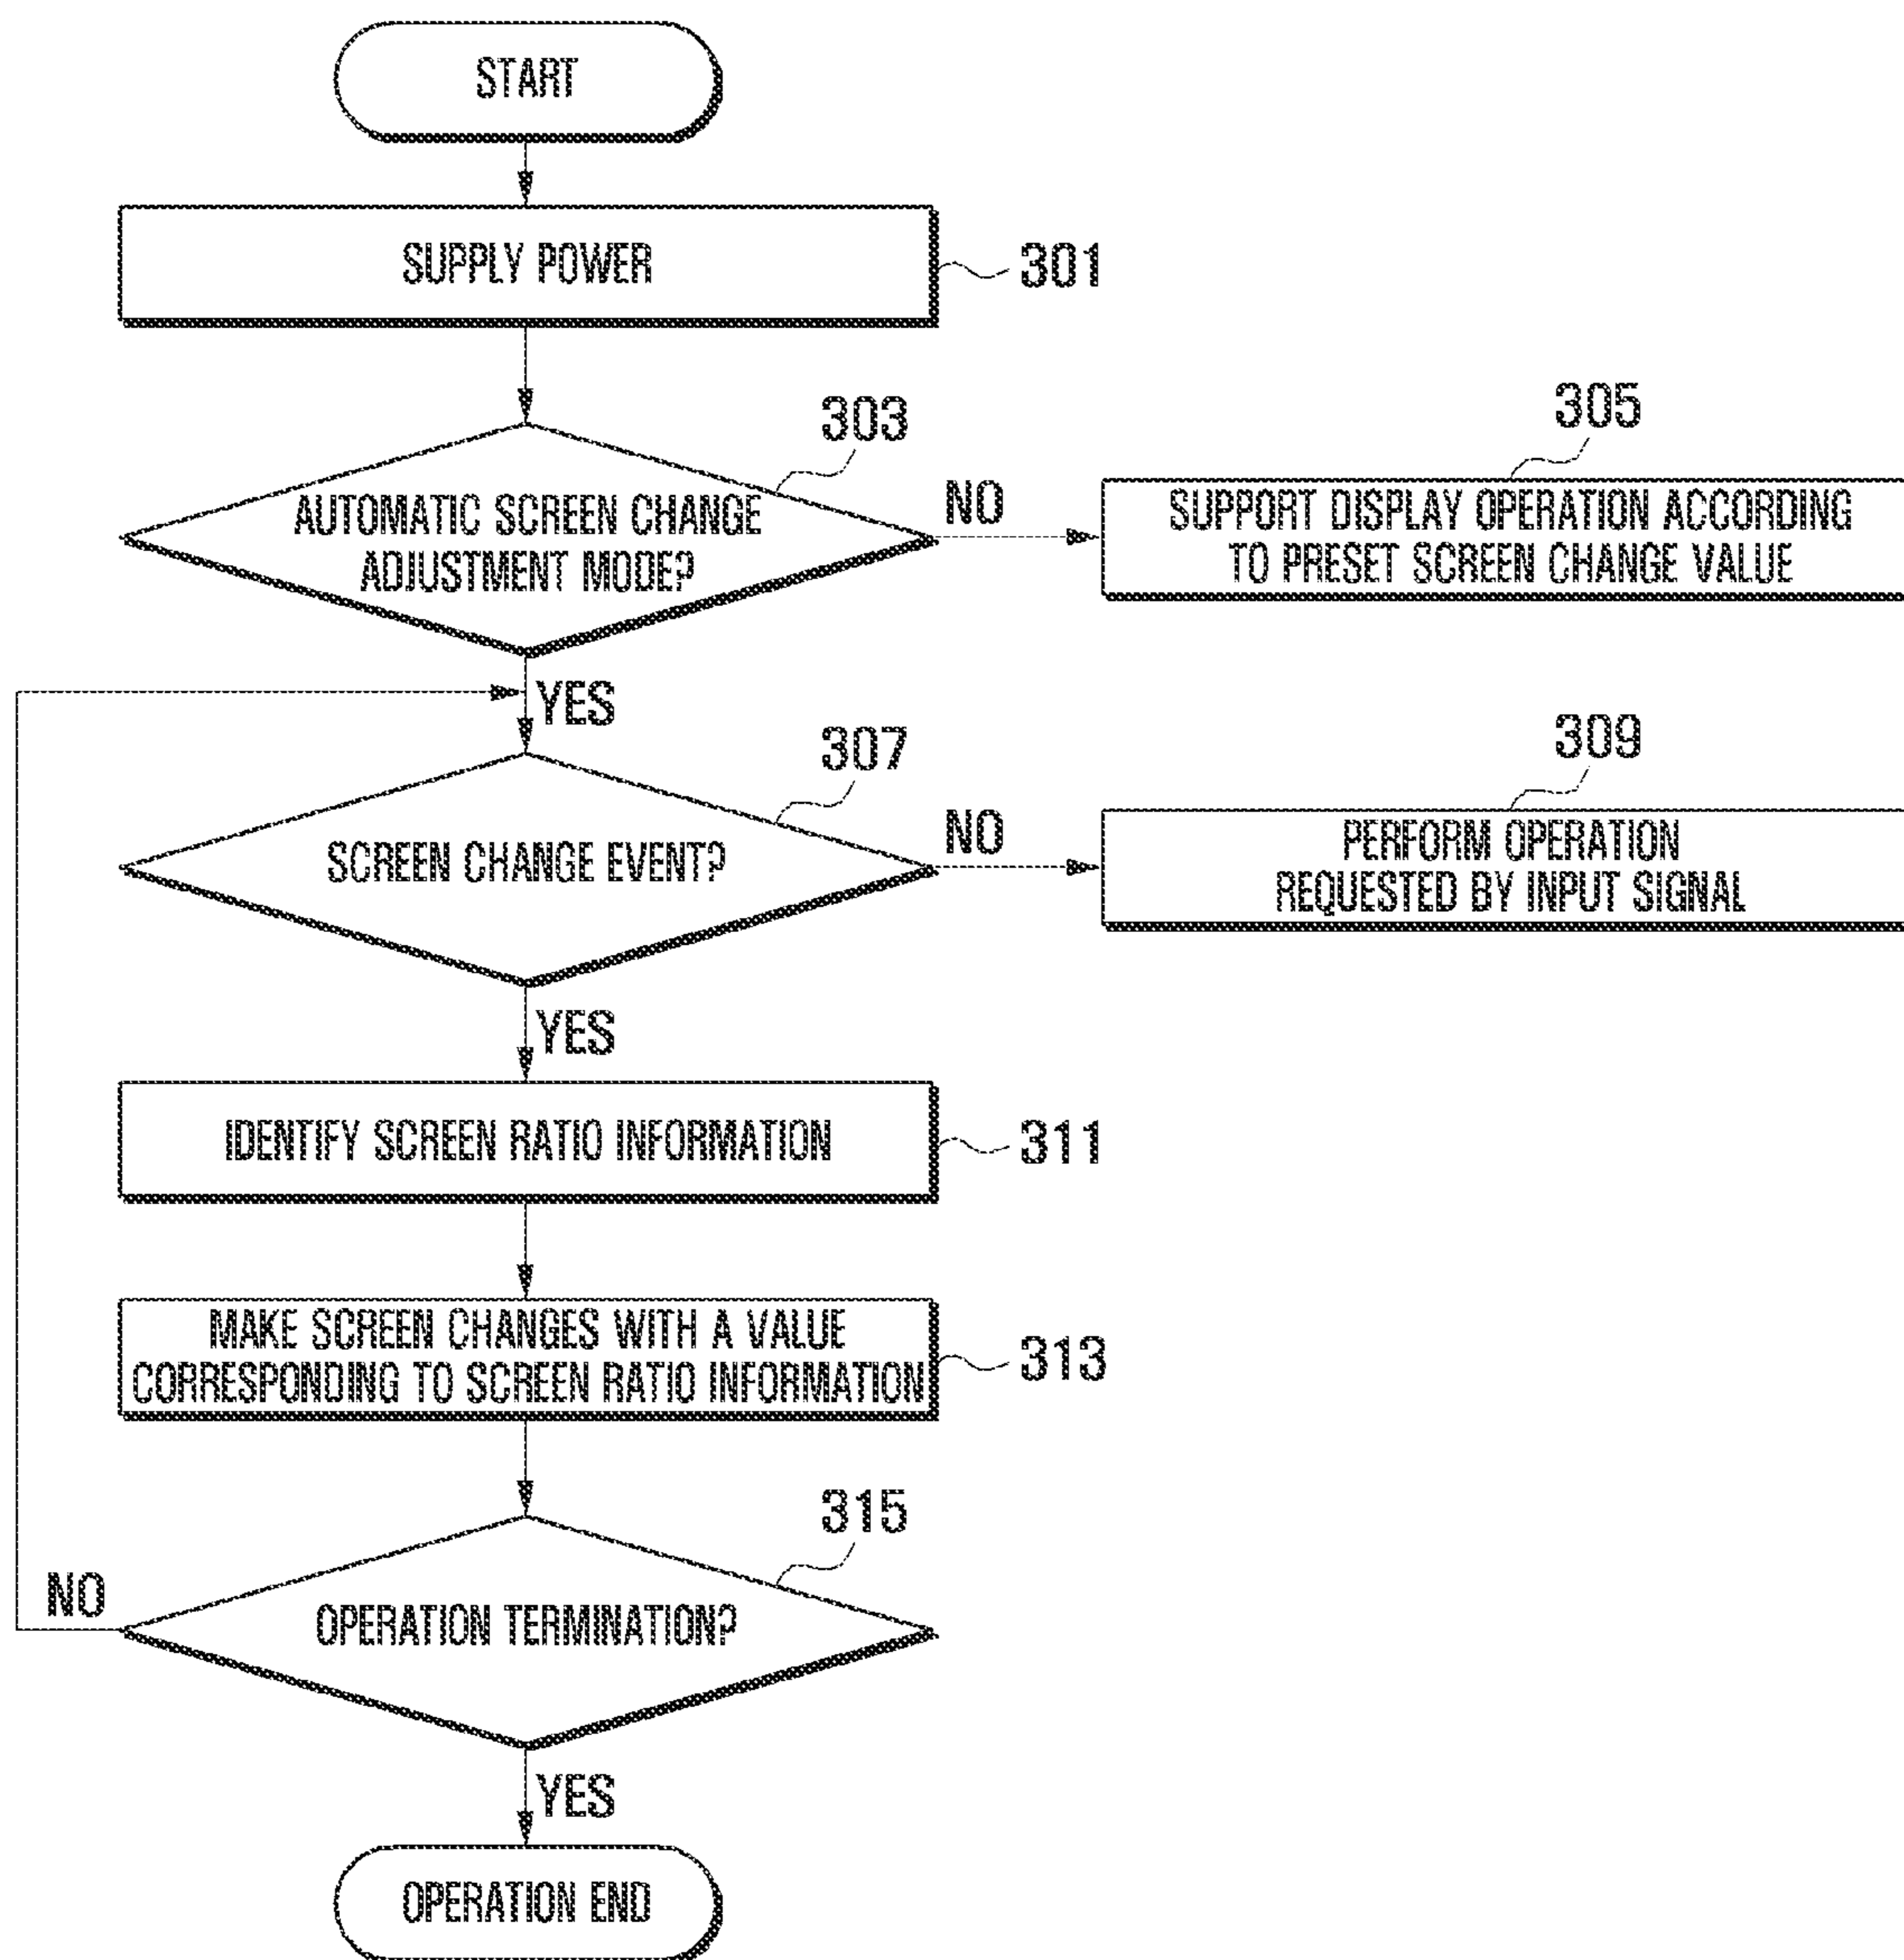 START
SUPPLY POWER
301
303
AUTOMATIC SCREEN CHANGE
ADJUSTMENT MODE?
NO
305
SUPPORT DISPLAY OPERATION ACCORDING
TO PRESET SCREEN CHANGE VALUE
YES
307
SCREEN CHANGE EVENT?
NO
309
PERFORM OPERATION
REQUESTED BY INPUT SIGNAL
YES
IDENTIFY SCREEN RATIO INFORMATION
311
MAKE SCREEN CHANGES WITH A VALUE
CORRESPONDING TO SCREEN RATIO INFORMATION
313
315
NO
OPERATION TERMINATION?
YES
OPERATION END